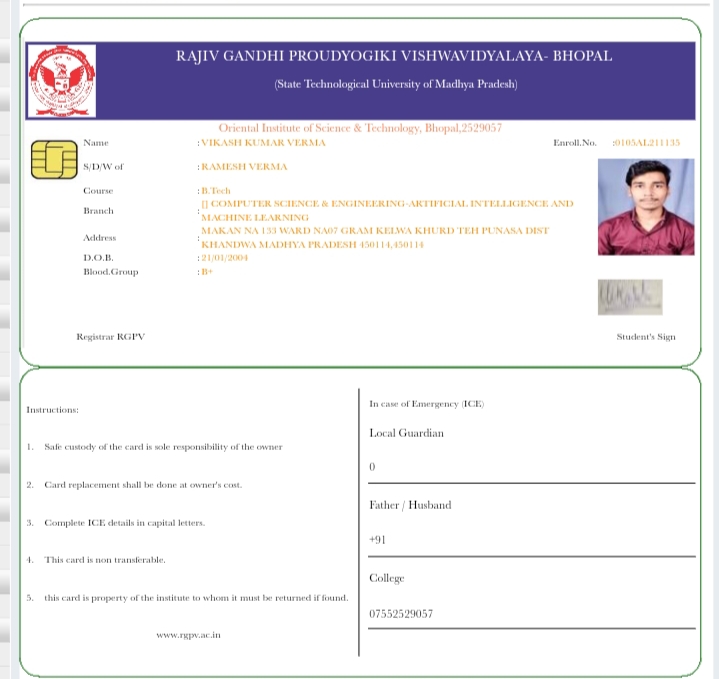 RAJIV GANDHI PROUDYOGIKI VISHWAVIDYALAYA- BHOPAL
(State Technological University of Madhya Pradesh)
Oriental Institute of Science & Technology, Bhopal,2529057
Name : VIKASH KUMAR VERMA Enroll.No. :0105AL211135
S/D/W of : RAMESH VERMA
Course : B.Tech
Branch : [] COMPUTER SCIENCE & ENGINEERING-ARTIFICIAL INTELLIGENCE AND
MACHINE LEARNING
Address : MAKAN NA 133 WARD NA07 GRAM KELWA KHURD TEH PUNASA DIST
KHANDWA MADHYA PRADESH 450114,450114
D.O.B. : 21/01/2004
Blood.Group : B+
Registrar RGPV Student's Sign
Instructions:
1. Safe custody of the card is sole responsibility of the owner
2. Card replacement shall be done at owner's cost.
3. Complete ICE details in capital letters.
4. This card is non transferable.
5. this card is property of the institute to whom it must be returned if found.
www.rgpv.ac.in
In case of Emergency (ICE)
Local Guardian
0
Father / Husband
+91
College
07552529057